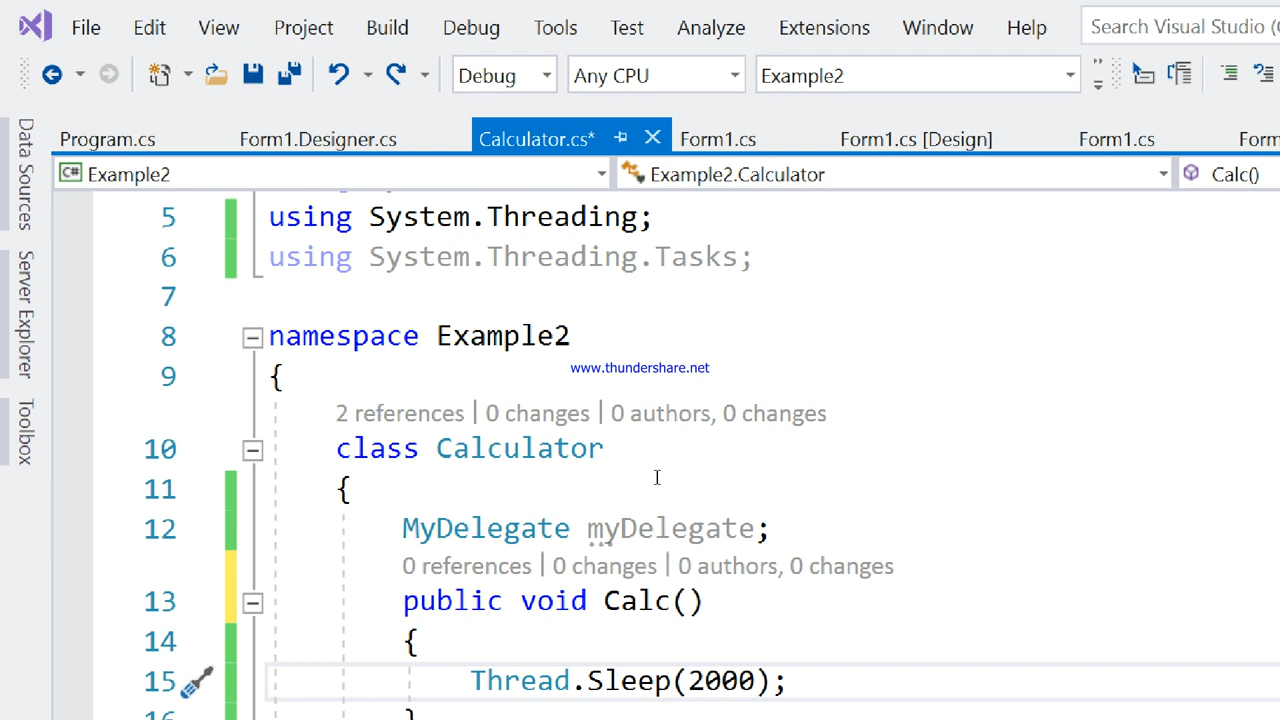 File Edit View Project Build Debug Tools Test Analyze Extensions Window Help Search Visual Studio (
Debug Any CPU Example2
Program.cs Form1.Designer.cs Calculator.cs* Form1.cs Form1.cs [Design] Form1.cs Form
C# Example2 Example2.Calculator Calc()
Data Sources
Server Explorer
Toolbox
5 using System.Threading;
6 using System.Threading.Tasks;
7
8 namespace Example2
www.thundershare.net
9 {
2 references | 0 changes | 0 authors, 0 changes
10 class Calculator
11 {
12 MyDelegate myDelegate;
0 references | 0 changes | 0 authors, 0 changes
13 public void Calc()
14 {
15 Thread.Sleep(2000);
16 }